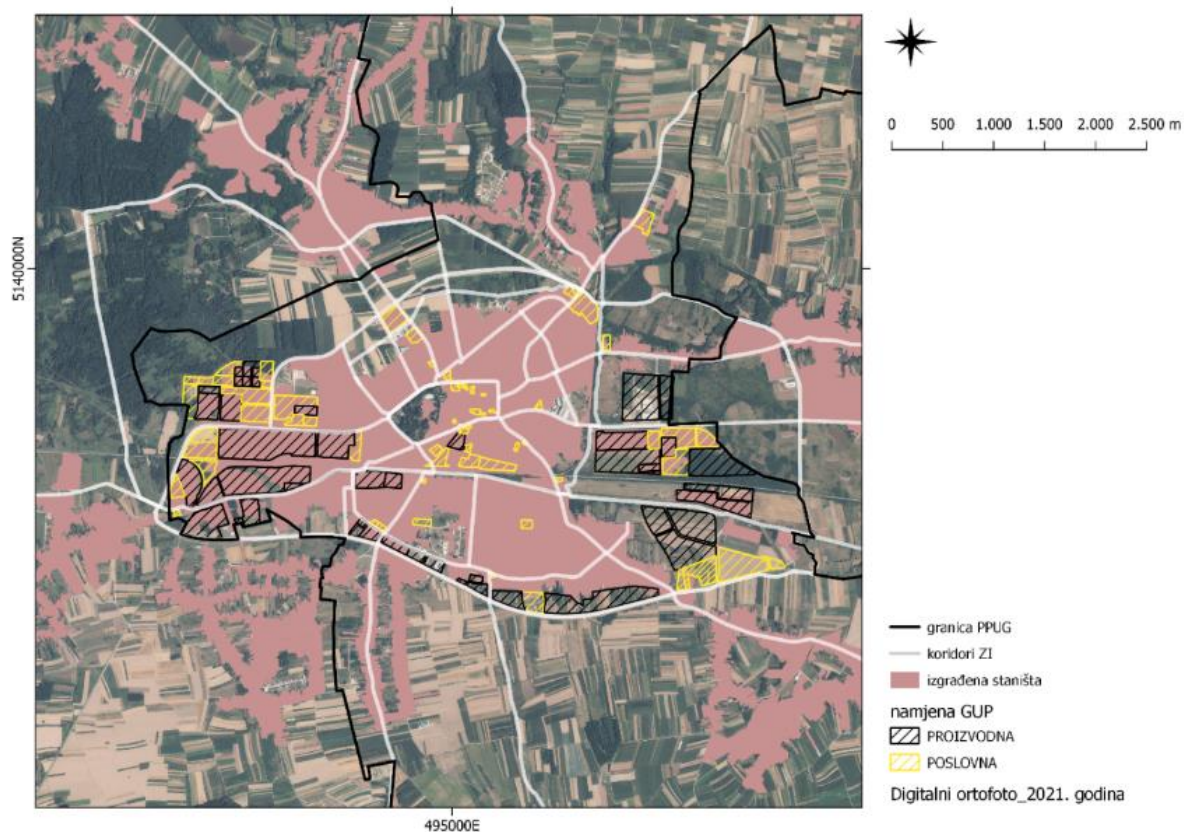 0 500 1.000 1.500 2.000 2.500 m
5140000N
495000E
granica PPUG
koridori ZI
izgrađena staništa
namjena GUP
PROIZVODNA
POSLOVNA
Digitalni ortofoto_2021. godina